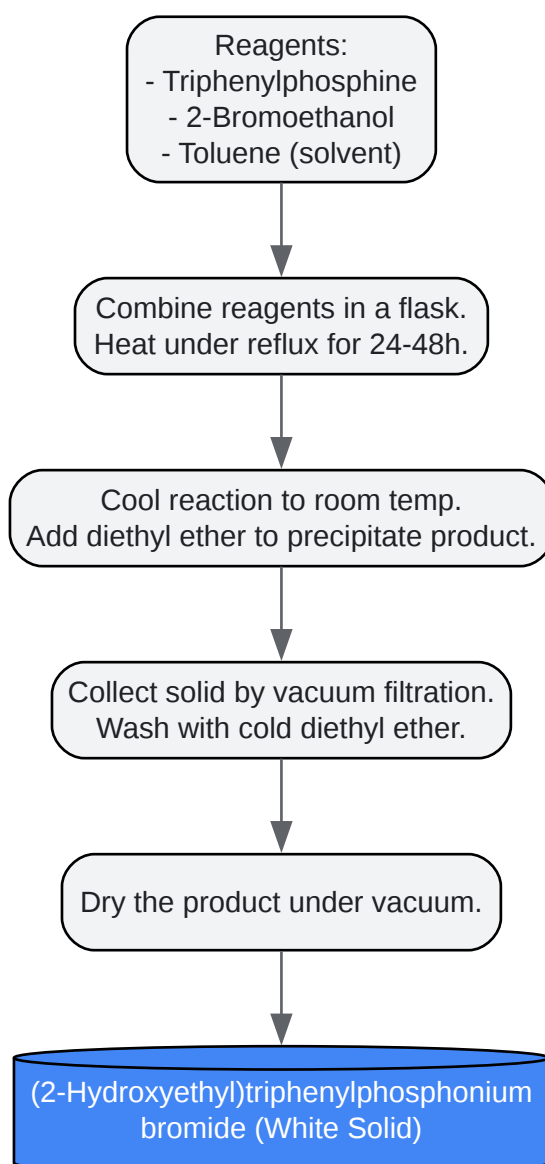 Reagents:
- Triphenylphosphine
- 2-Bromoethanol
- Toluene (solvent)
Combine reagents in a flask.
Heat under reflux for 24-48h.
Cool reaction to room temp.
Add diethyl ether to precipitate product.
Collect solid by vacuum filtration.
Wash with cold diethyl ether.
Dry the product under vacuum.
(2-Hydroxyethyl)triphenylphosphonium
bromide (White Solid)